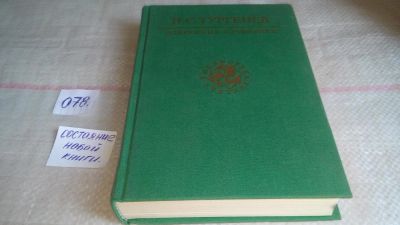 И.С.ТУРГЕНЕВ
078.
СОСТОЯНИЕ
НОВОЙ
КНИГИ.